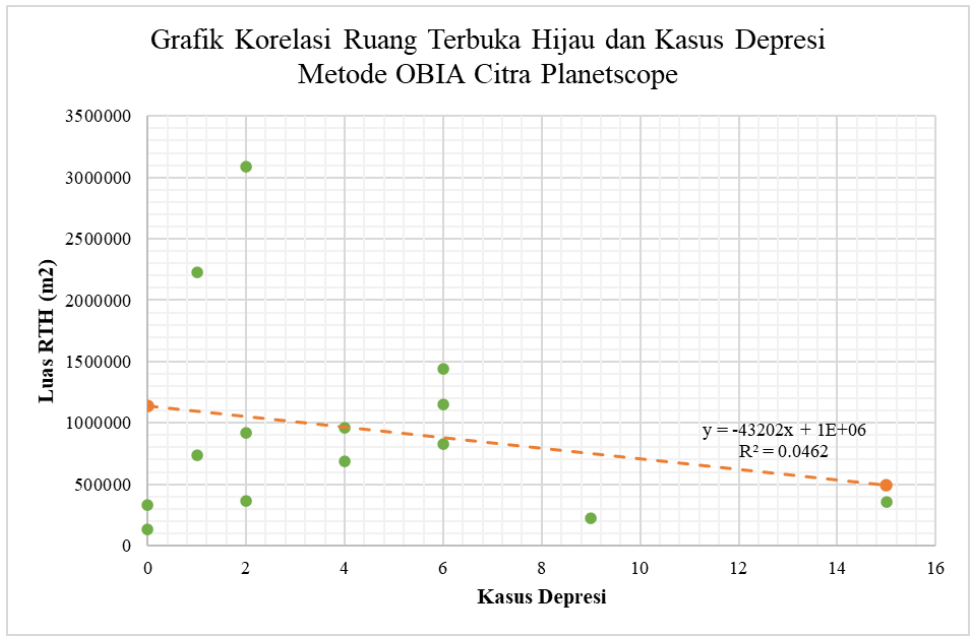 Grafik Korelasi Ruang Terbuka Hijau dan Kasus Depresi
Metode OBIA Citra Planetscope
3500000
3000000
2500000
2000000
1500000
1000000
500000
0
Luas RTH (m2)
y = -43202x + 1E+06
R² = 0.0462
0 2 4 6 8 10 12 14 16
Kasus Depresi